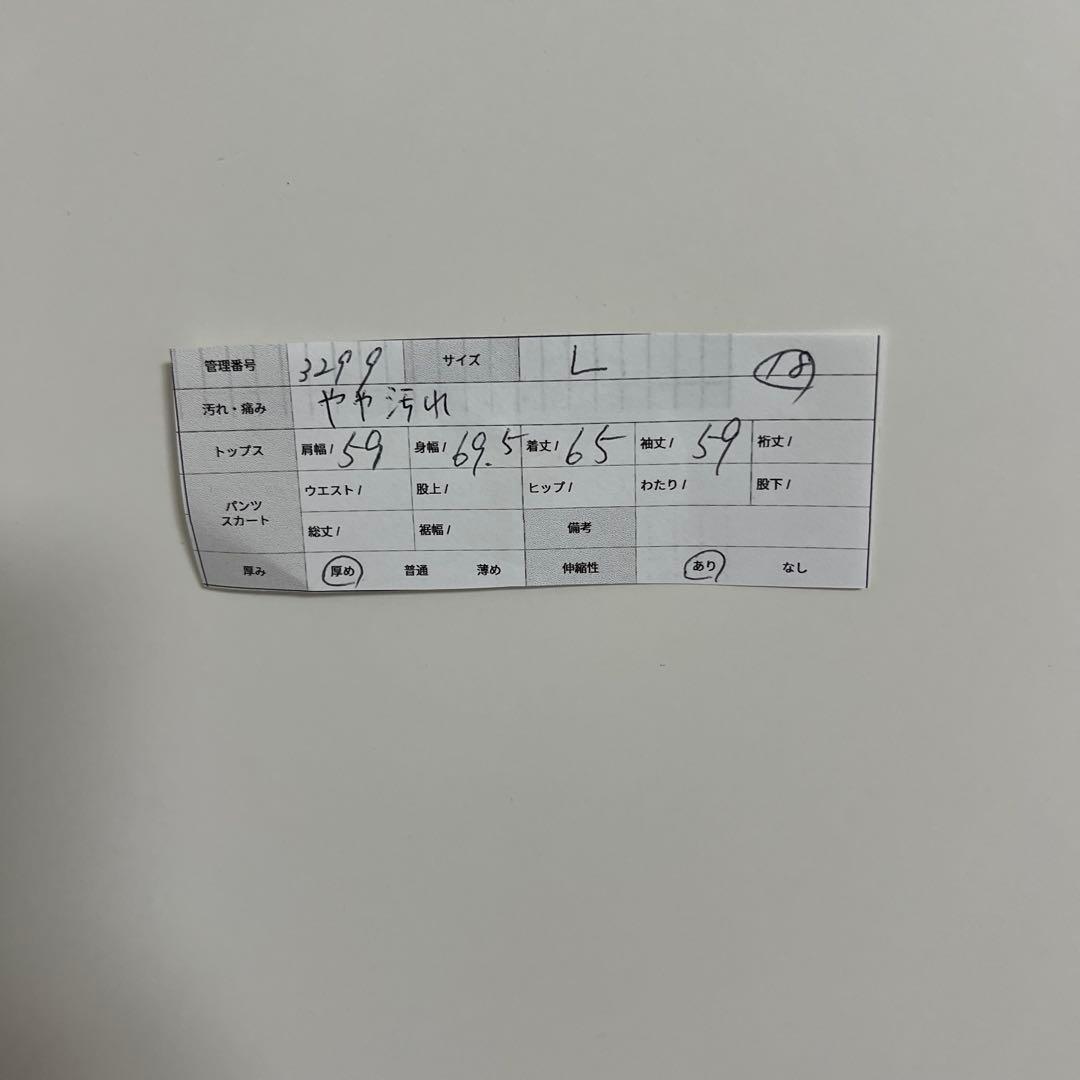 管理番号 3299 サイズ L 18
汚れ・痛み やや汚れ
トップス 肩幅/ 59 身幅/ 69.5 着丈/ 65 袖丈/ 59 裄丈/
パンツ スカート ウエスト/ 股上/ ヒップ/ わたり/ 股下/
総丈/ 裾幅/ 備考
厚み 厚め 普通 薄め 伸縮性 あり なし